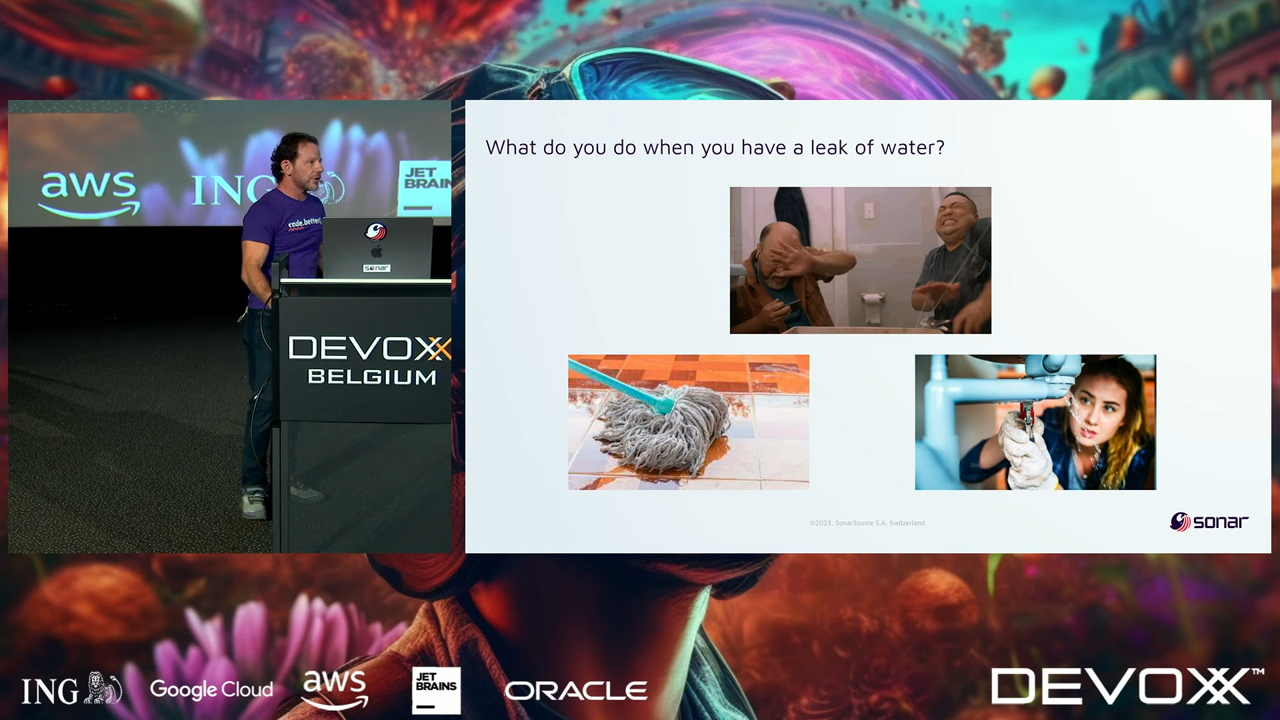 aws
ING
JET
BRAIN
code.better
sonar
DEVOXX
BELGIUM
What do you do when you have a leak of water?
©2023, SonarSource S.A, Switzerland.
sonar
ING
Google Cloud
aws
JET
BRAINS
ORACLE
DEVOXX™